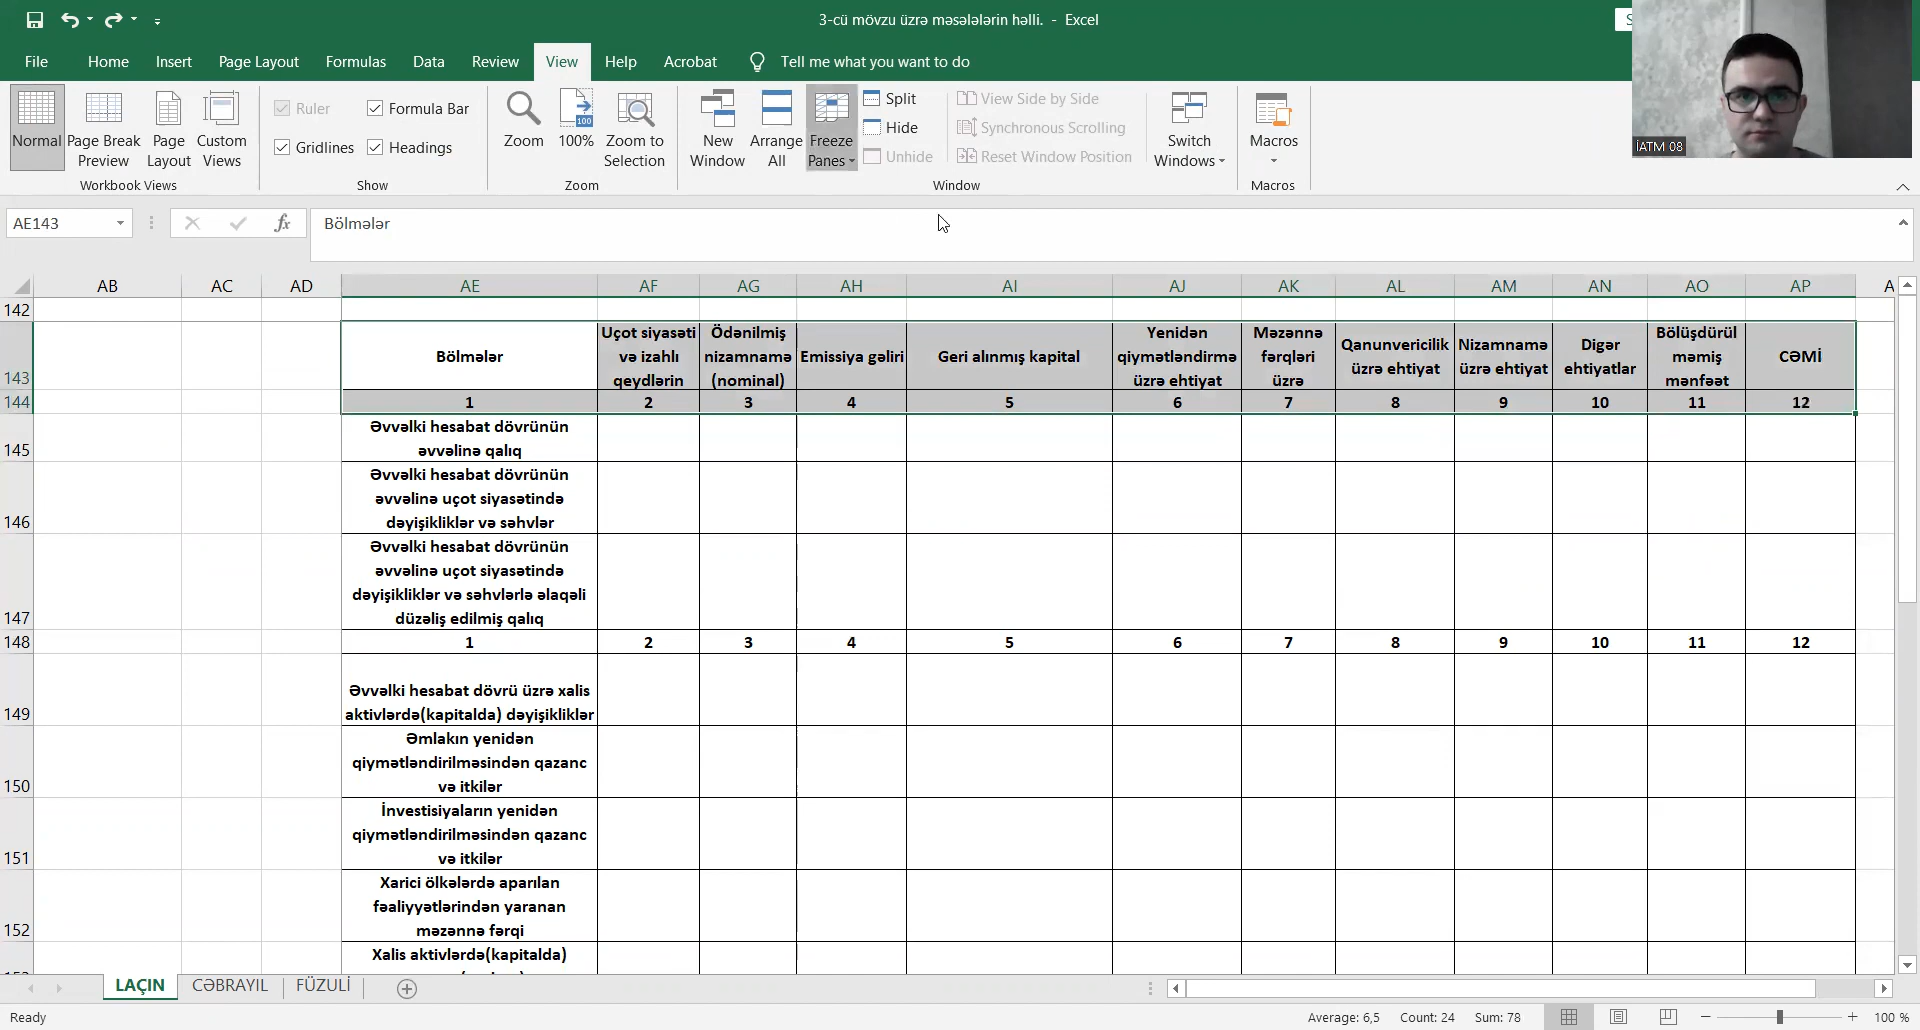 3-cü mövzu üzrə məsələlərin həlli. - Excel
File Home Insert Page Layout Formulas Data Review View Help Acrobat Tell me what you want to do
Normal
Page Break
Preview
Page
Layout
Custom
Views
Workbook Views
Ruler
Formula Bar
Gridlines
Headings
Show
Zoom
100
100%
Zoom to
Selection
Zoom
New
Window
Arrange
All
Freeze
Panes
Split
Hide
Unhide
View Side by Side
Synchronous Scrolling
Reset Window Position
Window
Switch
Windows
Macros
Macros
İATM 08
AE143
fx
Bölmələr
AB AC AD AE AF AG AH AI AJ AK AL AM AN AO AP A
142
143
Bölmələr
Uçot siyasəti
və izahlı
qeydlərin
Ödənilmiş
nizamnamə
(nominal)
Emissiya gəliri
Geri alınmış kapital
Yenidən
qiymətləndirmə
üzrə ehtiyat
Məzənnə
fərqləri
üzrə
Qanunvericilik
üzrə ehtiyat
Nizamnamə
üzrə ehtiyat
Digər
ehtiyatlar
Bölüşdürül
məmiş
mənfəət
CƏMİ
144 1 2 3 4 5 6 7 8 9 10 11 12
Əvvəlki hesabat dövrünün
əvvəlinə qalıq
145
Əvvəlki hesabat dövrünün
əvvəlinə uçot siyasətində
dəyişikliklər və səhvlər
146
Əvvəlki hesabat dövrünün
əvvəlinə uçot siyasətində
dəyişikliklər və səhvlərlə əlaqəli
düzəliş edilmiş qalıq
147
148 1 2 3 4 5 6 7 8 9 10 11 12
Əvvəlki hesabat dövrü üzrə xalis
aktivlərdə(kapitalda) dəyişikliklər
149
Əmlakın yenidən
qiymətləndirilməsindən qazanc
və itkilər
150
İnvestisiyaların yenidən
qiymətləndirilməsindən qazanc
və itkilər
151
Xarici ölkələrdə aparılan
fəaliyyətlərindən yaranan
məzənnə fərqi
152
Xalis aktivlərdə(kapitalda)
LAÇIN CƏBRAYIL FÜZULİ
Ready
Average: 6,5 Count: 24 Sum: 78
100 %